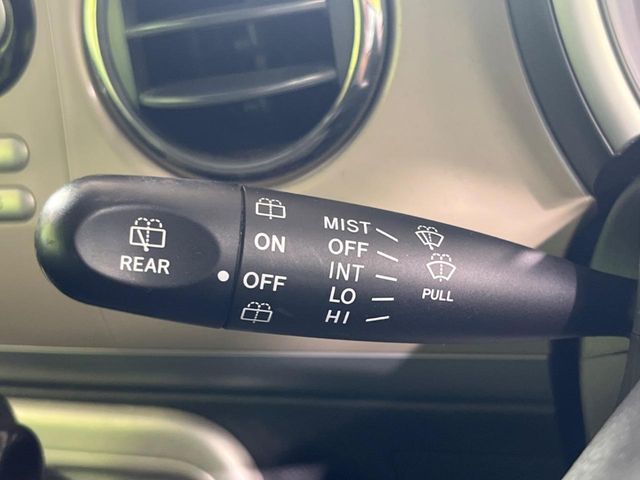 REAR
ON
OFF
MIST
OFF
INT
LO
HI
PULL